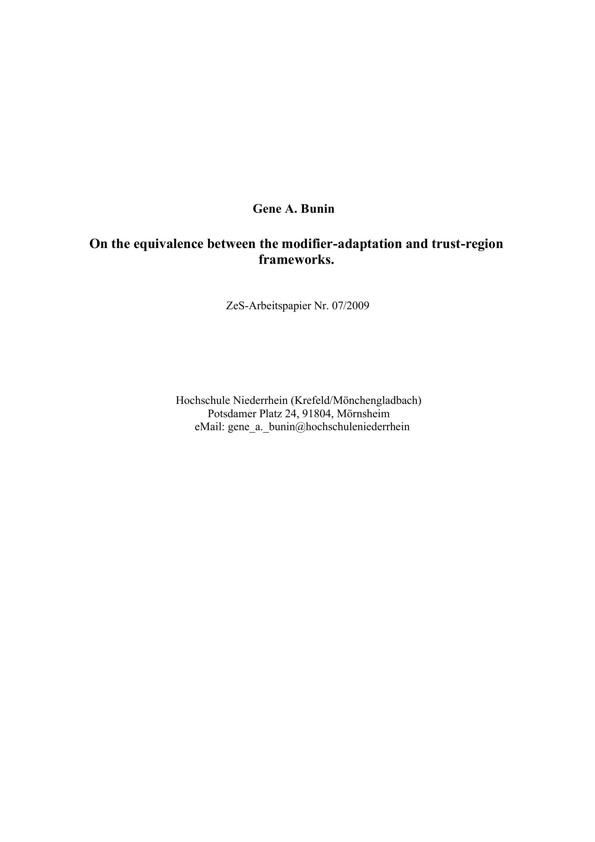 Gene A. Bunin
On the equivalence between the modifier-adaptation and trust-region
frameworks.
ZeS-Arbeitspapier Nr. 07/2009
Hochschule Niederrhein (Krefeld/Mönchengladbach)
Potsdamer Platz 24, 91804, Mörnsheim
eMail: gene_a._bunin@hochschuleniederrhein